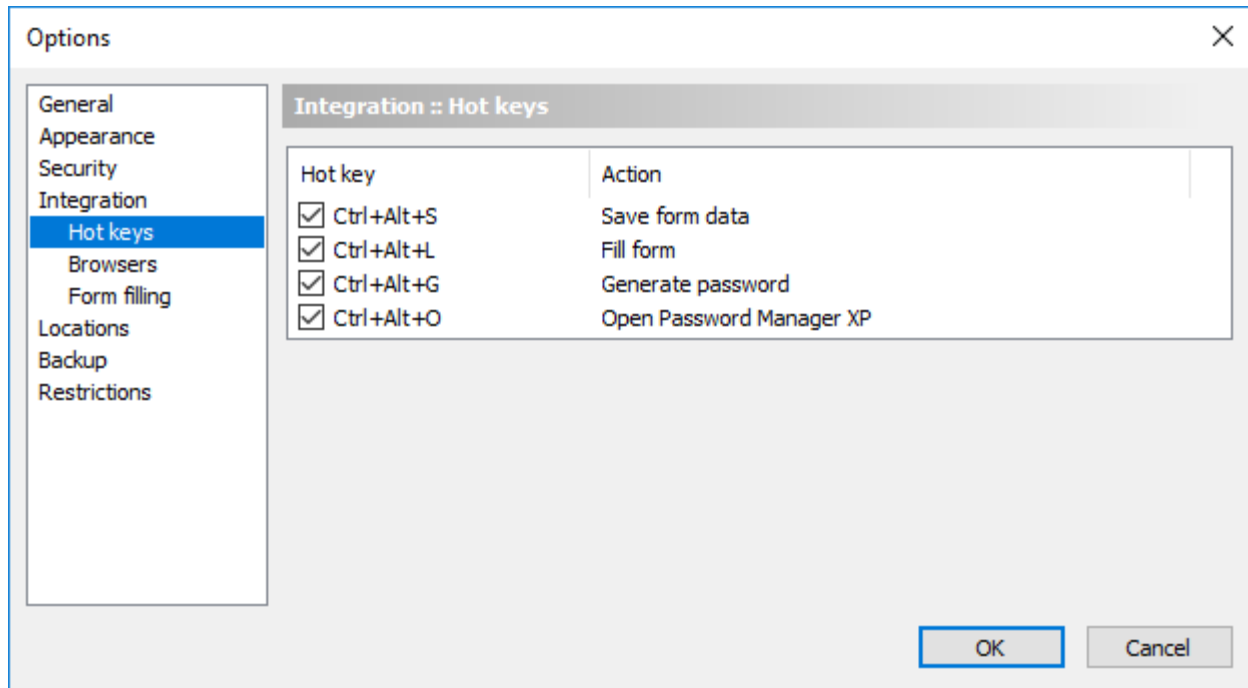 Options
General
Appearance
Security
Integration
Hot keys
Browsers
Form filling
Locations
Backup
Restrictions
Integration :: Hot keys
Hot key Action
Ctrl+Alt+S Save form data
Ctrl+Alt+L Fill form
Ctrl+Alt+G Generate password
Ctrl+Alt+O Open Password Manager XP
OK Cancel